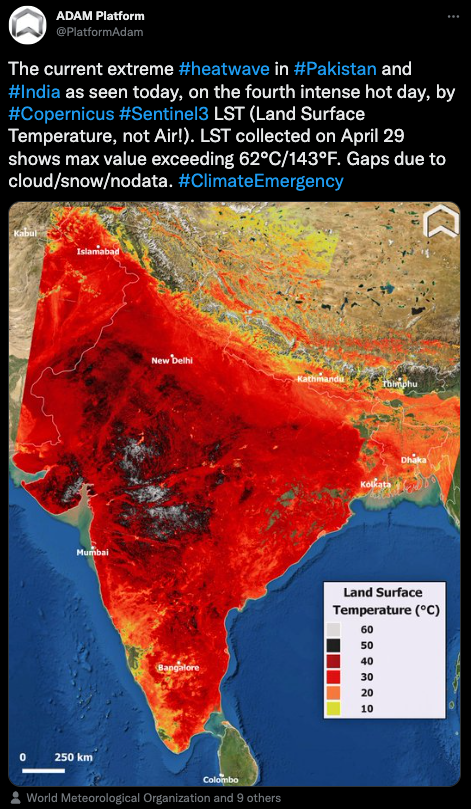 ADAM Platform
@PlatformAdam
The current extreme #heatwave in #Pakistan and
#India as seen today, on the fourth intense hot day, by
#Copernicus #Sentinel3 LST (Land Surface
Temperature, not Air!). LST collected on April 29
shows max value exceeding 62°C/143°F. Gaps due to
cloud/snow/nodata. #ClimateEmergency
Kabul
Islamabad
New Delhi
Kathmandu
Thimphu
Dhaka
Kolkata
Mumbai
Bangalore
Colombo
Land Surface
Temperature (°C)
60
50
40
30
20
10
0 250 km
World Meteorological Organization and 9 others